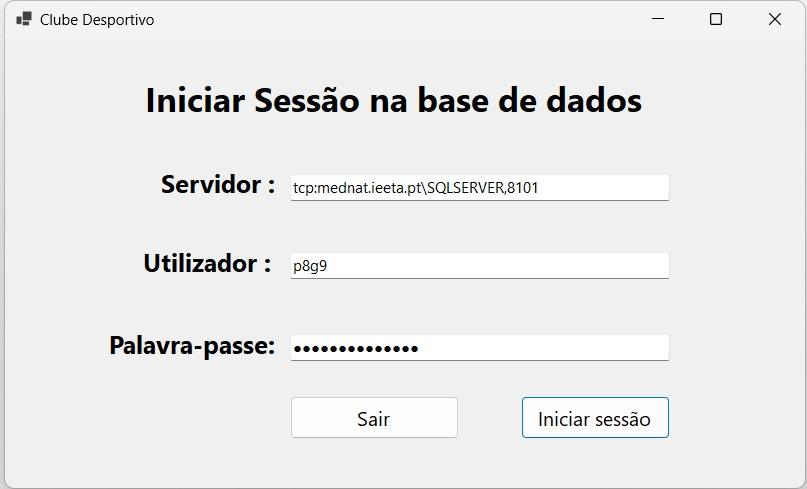 Clube Desportivo
Iniciar Sessão na base de dados
Servidor : tcp:mednat.ieeta.pt\SQLSERVER,8101
Utilizador : p8g9
Palavra-passe: ••••••••••••••
Sair Iniciar sessão